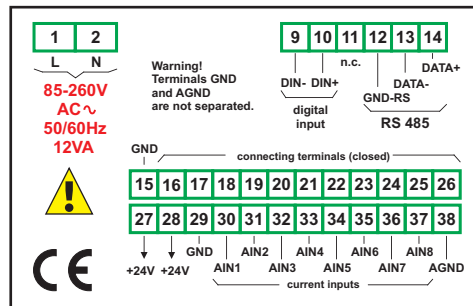 1 2
L N
85-260V
AC∿
50/60Hz
12VA
Warning!
Terminals GND
and AGND
are not separated.
9 10 11 12 13 14
n.c.
DIN- DIN+
GND-RS
DATA-
DATA+
digital
input
RS 485
GND
connecting terminals (closed)
15 16 17 18 19 20 21 22 23 24 25 26
27 28 29 30 31 32 33 34 35 36 37 38
+24V +24V
GND
AIN1
AIN2
AIN3
AIN4
AIN5
AIN6
AIN7
AIN8
AGND
current inputs
CE